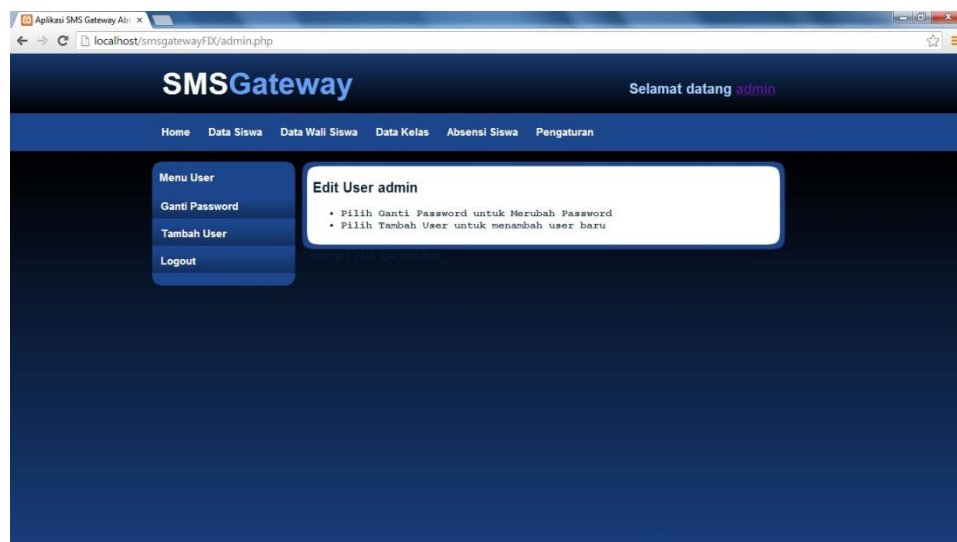 Aplikasi SMS Gateway Ab
localhost/smsgatewayFIX/admin.php
SMSGateway
Selamat datang admin
Home Data Siswa Data Wali Siswa Data Kelas Absensi Siswa Pengaturan
Menu User
Ganti Password
Tambah User
Logout
Edit User admin
• Pilih Ganti Password untuk Merubah Password
• Pilih Tambah User untuk menambah user baru